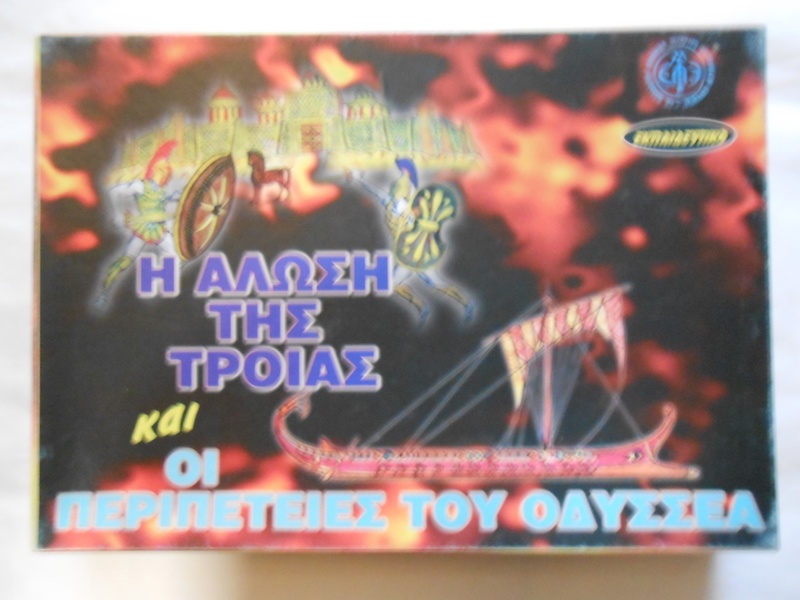 ΕΚΠΑΙΔΕΥΤΙΚΟ
Η ΑΛΩΣΗ
ΤΗΣ
ΤΡΟΙΑΣ
και
ΟΙ
ΠΕΡΙΠΕΤΕΙΕΣ ΤΟΥ ΟΔΥΣΣΕΑ